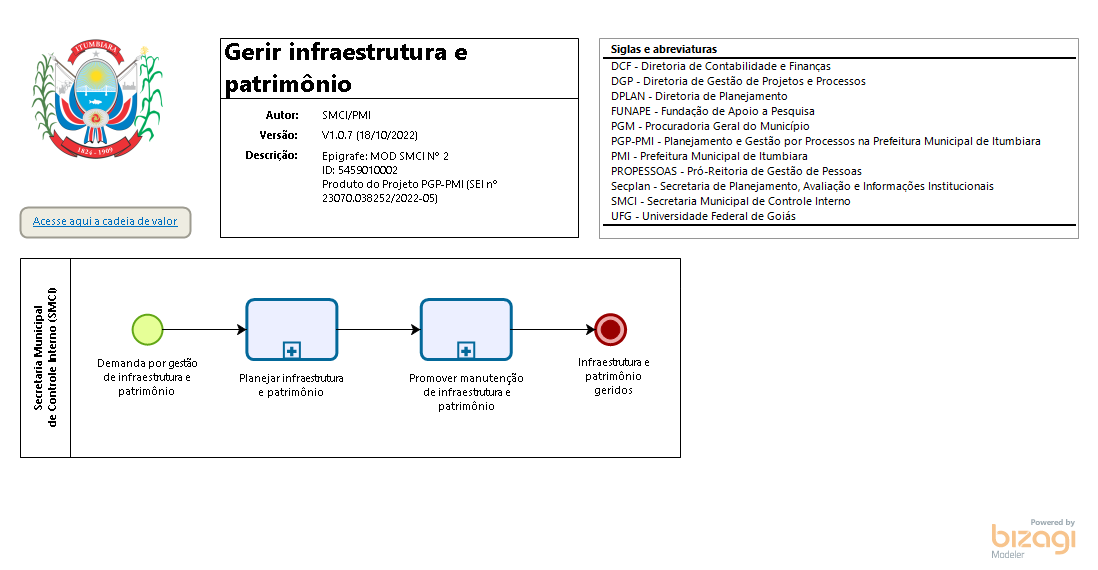 ITUMBIARA
1824 - 1909
Acesse aqui a cadeia de valor
Gerir infraestrutura e
patrimônio
Autor: SMCI/PMI
Versão: V1.0.7 (18/10/2022)
Descrição: Epigrafe: MOD SMCI Nº 2
ID: 5459010002
Produto do Projeto PGP-PMI (SEI nº
23070.038252/2022-05)
Siglas e abreviaturas
DCF - Diretoria de Contabilidade e Finanças
DGP - Diretoria de Gestão de Projetos e Processos
DPLAN - Diretoria de Planejamento
FUNAPE - Fundação de Apoio a Pesquisa
PGM - Procuradoria Geral do Município
PGP-PMI - Planejamento e Gestão por Processos na Prefeitura Municipal de Itumbiara
PMI - Prefeitura Municipal de Itumbiara
PROPESSOAS - Pró-Reitoria de Gestão de Pessoas
Secplan - Secretaria de Planejamento, Avaliação e Informações Institucionais
SMCI - Secretaria Municipal de Controle Interno
UFG - Universidade Federal de Goiás
Secretaria Municipal
de Controle Interno (SMCI)
Demanda por gestão
de infraestrutura e
patrimônio
Planejar infraestrutura
e patrimônio
Promover manutenção
de infraestrutura e
patrimônio
Infraestrutura e
patrimônio
geridos
Powered by
bizagi
Modeler